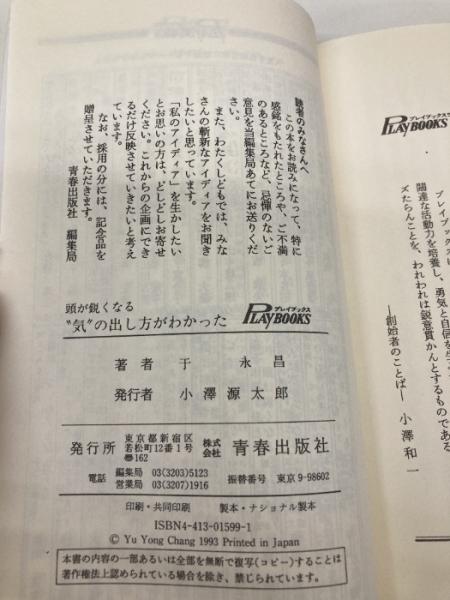 読者のみなさんへ
この本をお読みになって、特に
感銘をもたれたところや、ご不満
のあるところなど、忌憚のないご
意見を当編集局あてにお送りくだ
さい。
また、わたくしどもでは、みな
さんの斬新なアイディアをお聞き
したいと思っています。
「私のアイディア」を生かしたい
とお思いの方は、どしどしお寄せ
ください。これからの企画にでき
るだけ反映させていきたいと考え
ています。
なお、採用の分には、記念品を
贈呈させていただきます。
青春出版社　編集局
頭が鋭くなる
“気”の出し方がわかった
プレイブックス
PLAYBOOKS
著者　于　永昌
発行者　小澤源太郎
発行所
東京都新宿区
若松町12番1号
〒162
株式
会社
青春出版社
電話
編集局　03(3203)5123
営業局　03(3207)1916
振替番号　東京9-98602
印刷・共同印刷　製本・ナショナル製本
ISBN4-413-01599-1
© Yu Yong Chang 1993 Printed in Japan
本書の内容の一部あるいは全部を無断で複写(コピー)することは
著作権法上認められている場合を除き、禁じられています。
プレイブックス
PLAYBOOKS
プレイブックス
闊達な活動力を培養し、勇気と自信を生
ズたらんことを、われわれは鋭意貫かんとするものである
―創始者のことば― 小澤和一